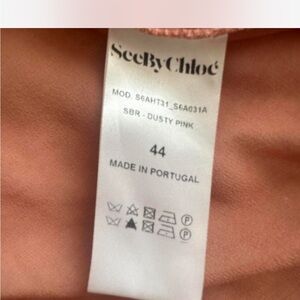 SeeByChloé
MOD. S6AHT31_S6A031A
SBR - DUSTY PINK
44
MADE IN PORTUGAL
P
P